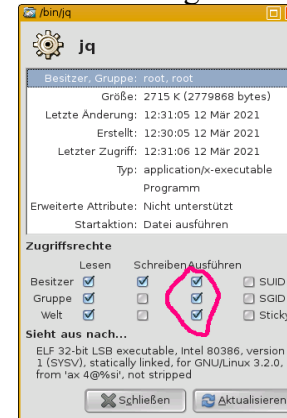 /bin/jq
jq
Besitzer, Gruppe: root, root
Größe: 2715 K (2779868 bytes)
Letzte Änderung: 12:31:05 12 Mär 2021
Erstellt: 12:30:05 12 Mär 2021
Letzter Zugriff: 12:31:06 12 Mär 2021
Typ: application/x-executable
Programm
Erweiterte Attribute: Nicht unterstützt
Startaktion: Datei ausführen
Zugriffsrechte
Lesen Schreiben Ausführen
Besitzer SUID
Gruppe SGID
Welt Sticky
Sieht aus nach...
ELF 32-bit LSB executable, Intel 80386, version
1 (SYSV), statically linked, for GNU/Linux 3.2.0,
from 'ax 4@%si', not stripped
Schließen Aktualisieren